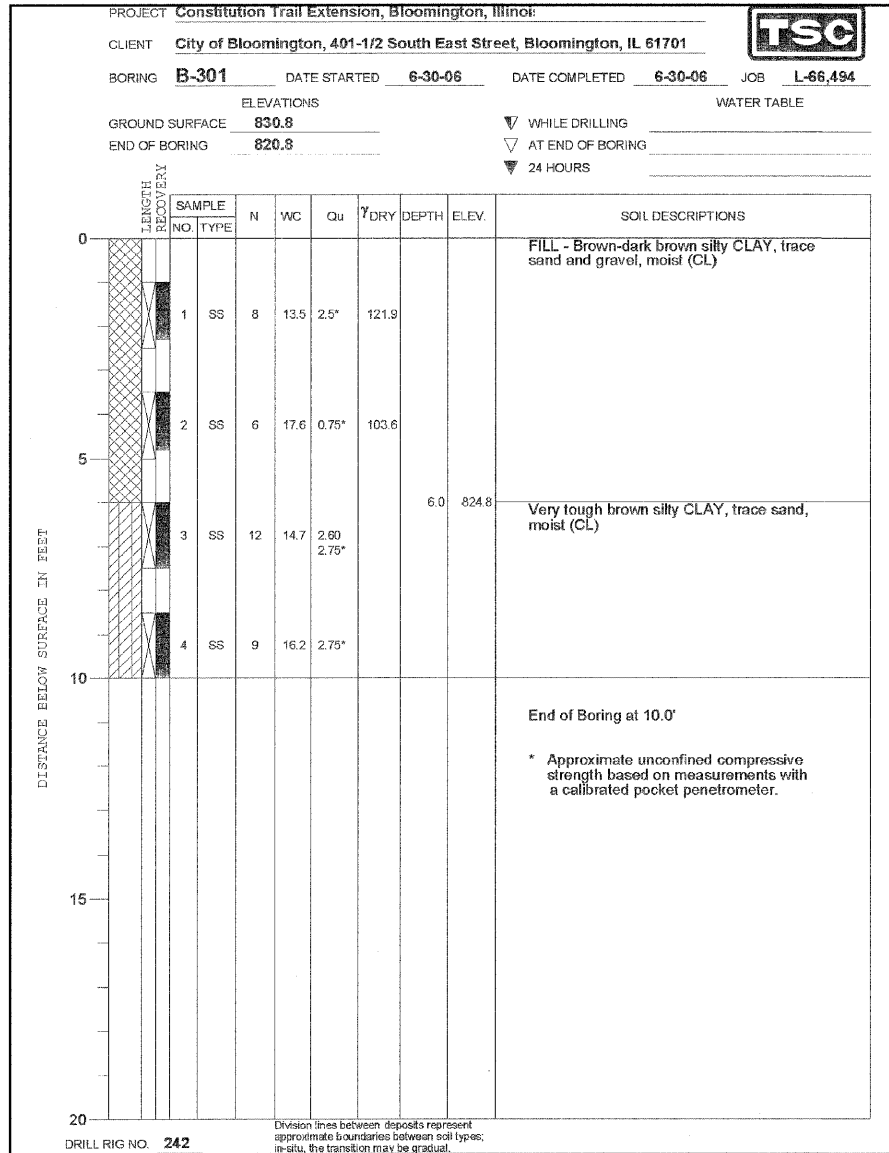 PROJECT Constitution Trail Extension, Bloomington, Illinois
TSC
CLIENT City of Bloomington, 401-1/2 South East Street, Bloomington, IL 61701
BORING B-301 DATE STARTED 6-30-06 DATE COMPLETED 6-30-06 JOB L-66,494
ELEVATIONS WATER TABLE
GROUND SURFACE 830.8 WHILE DRILLING
END OF BORING 820.8 AT END OF BORING
24 HOURS
LENGTH
RECOVERY
SAMPLE N WC Qu γDRY DEPTH ELEV. SOIL DESCRIPTIONS
NO. TYPE
0
FILL - Brown-dark brown silty CLAY, trace
sand and gravel, moist (CL)
1 SS 8 13.5 2.5* 121.9
2 SS 6 17.6 0.75* 103.6
5
6.0 824.8
Very tough brown silty CLAY, trace sand,
moist (CL)
3 SS 12 14.7 2.60
2.75*
4 SS 9 16.2 2.75*
10
DISTANCE BELOW SURFACE IN FEET
End of Boring at 10.0'
* Approximate unconfined compressive
strength based on measurements with
a calibrated pocket penetrometer.
15
20
DRILL RIG NO. 242
Division lines between deposits represent
approximate boundaries between soil types;
in-situ, the transition may be gradual.